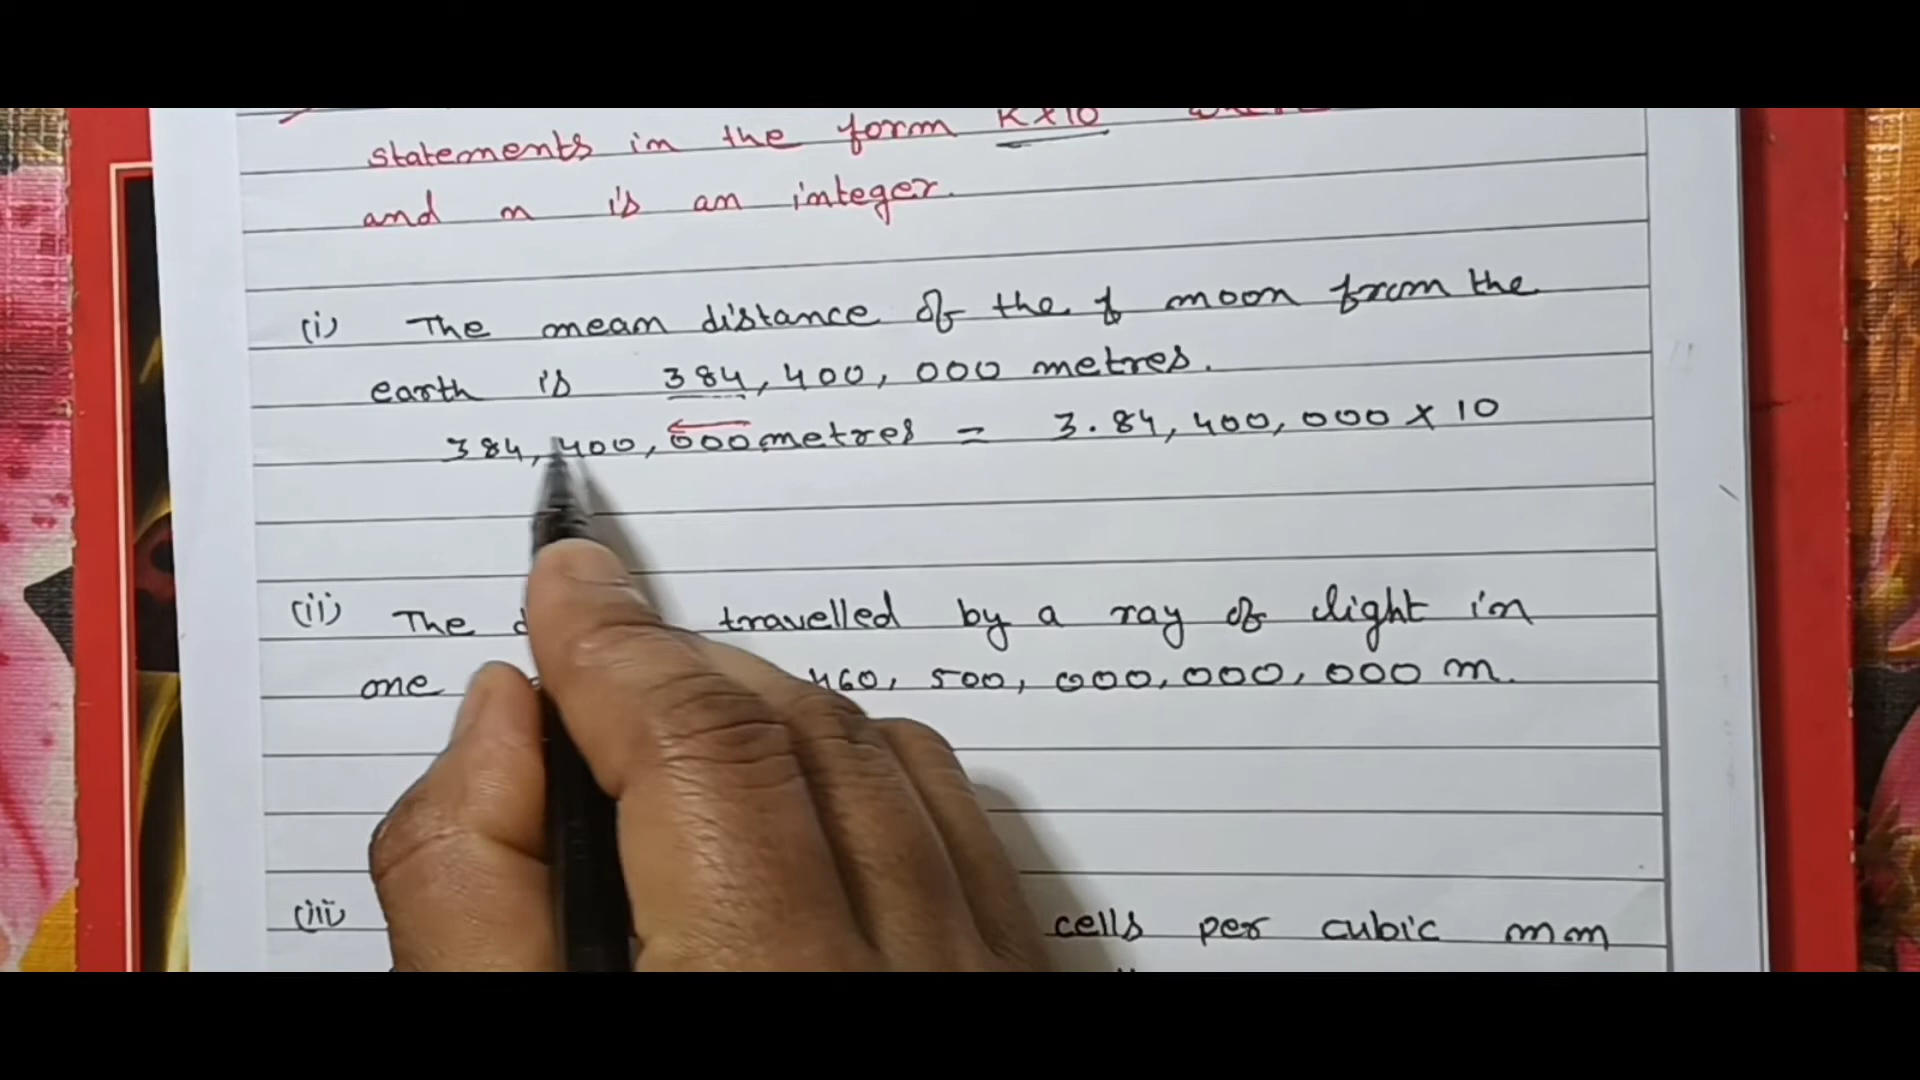 statements in the form K×10
and n is an integer.
(i) The mean distance of the f moon from the
earth is 384,400,000 metres.
384,400,000 metres = 3.84,400,000 × 10
(ii) The travelled by a ray of light in
one 460,500,000,000,000 m.
(iii) cells per cubic mm